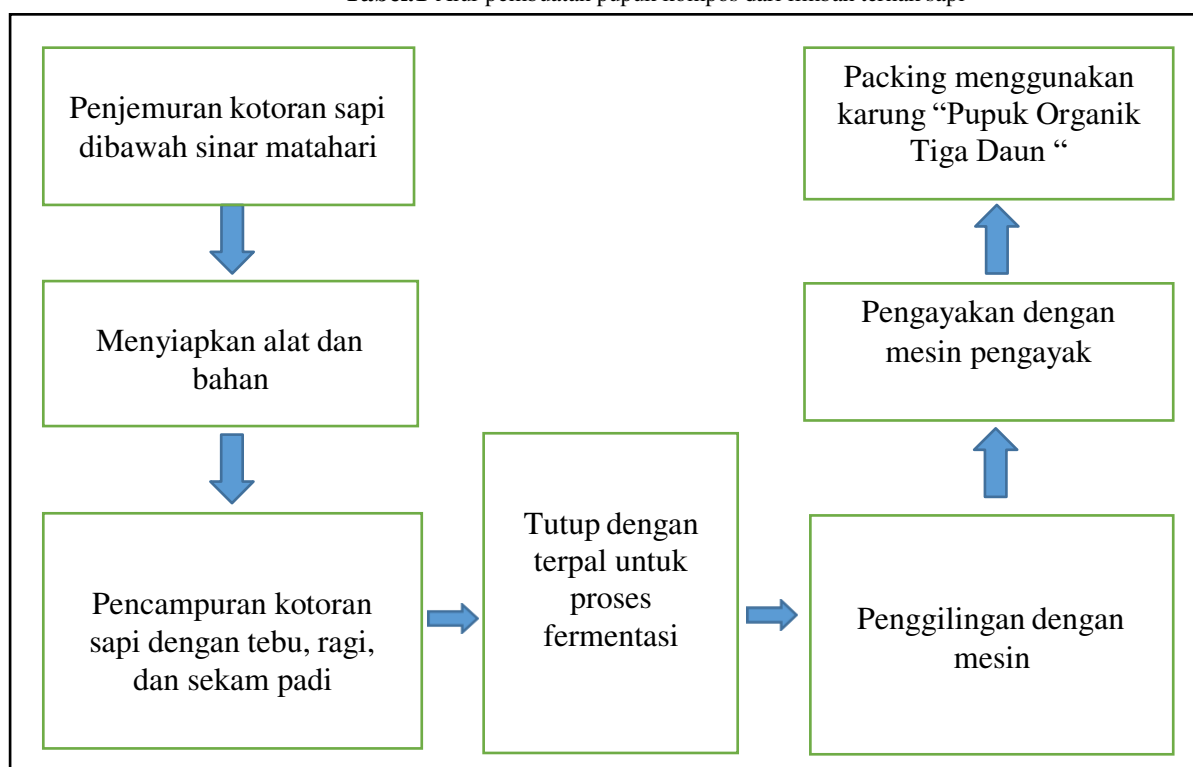 Penjemuran kotoran sapi
dibawah sinar matahari
Menyiapkan alat dan
bahan
Pencampuran kotoran
sapi dengan tebu, ragi,
dan sekam padi
Tutup dengan
terpal untuk
proses
fermentasi
Penggilingan dengan
mesin
Pengayakan dengan
mesin pengayak
Packing menggunakan
karung “Pupuk Organik
Tiga Daun “